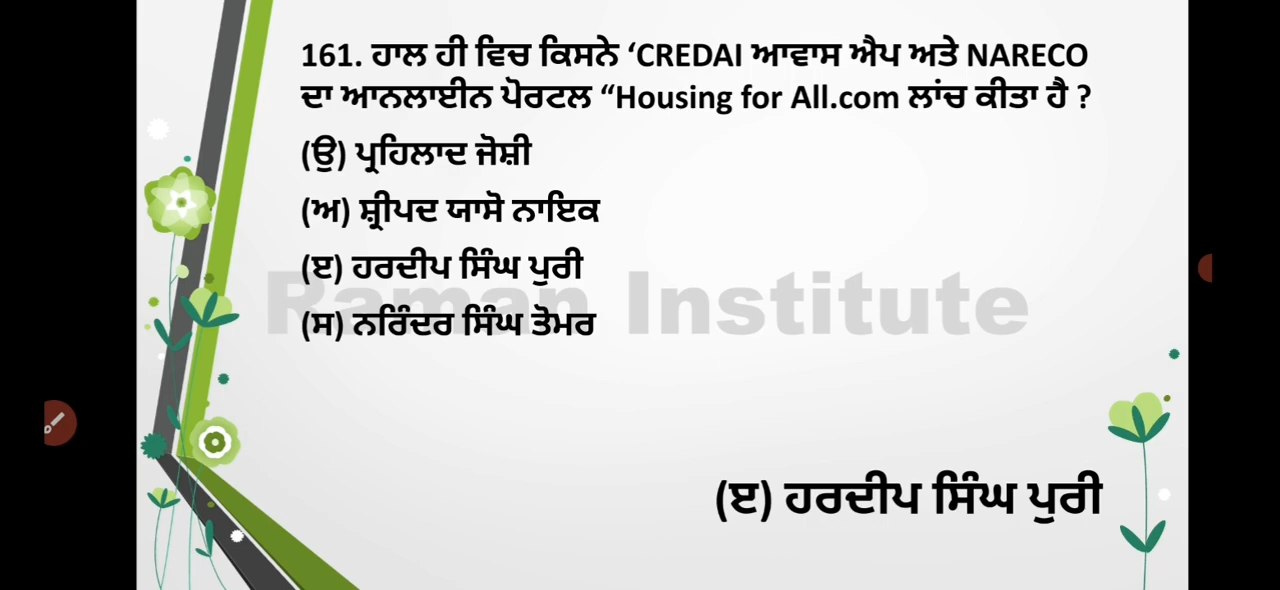 161. ਹਾਲ ਹੀ ਵਿਚ ਕਿਸਨੇ ‘CREDAI ਆਵਾਸ ਐਪ ਅਤੇ NARECO
ਦਾ ਆਨਲਾਈਨ ਪੋਰਟਲ “Housing for All.com ਲਾਂਚ ਕੀਤਾ ਹੈ ?
(ਉ) ਪ੍ਰਹਿਲਾਦ ਜੋਸ਼ੀ
(ਅ) ਸ਼੍ਰੀਪਦ ਯਾਸੋ ਨਾਇਕ
(ੲ) ਹਰਦੀਪ ਸਿੰਘ ਪੁਰੀ
Raman Institute
(ਸ) ਨਰਿੰਦਰ ਸਿੰਘ ਤੋਮਰ
(ੲ) ਹਰਦੀਪ ਸਿੰਘ ਪੁਰੀ